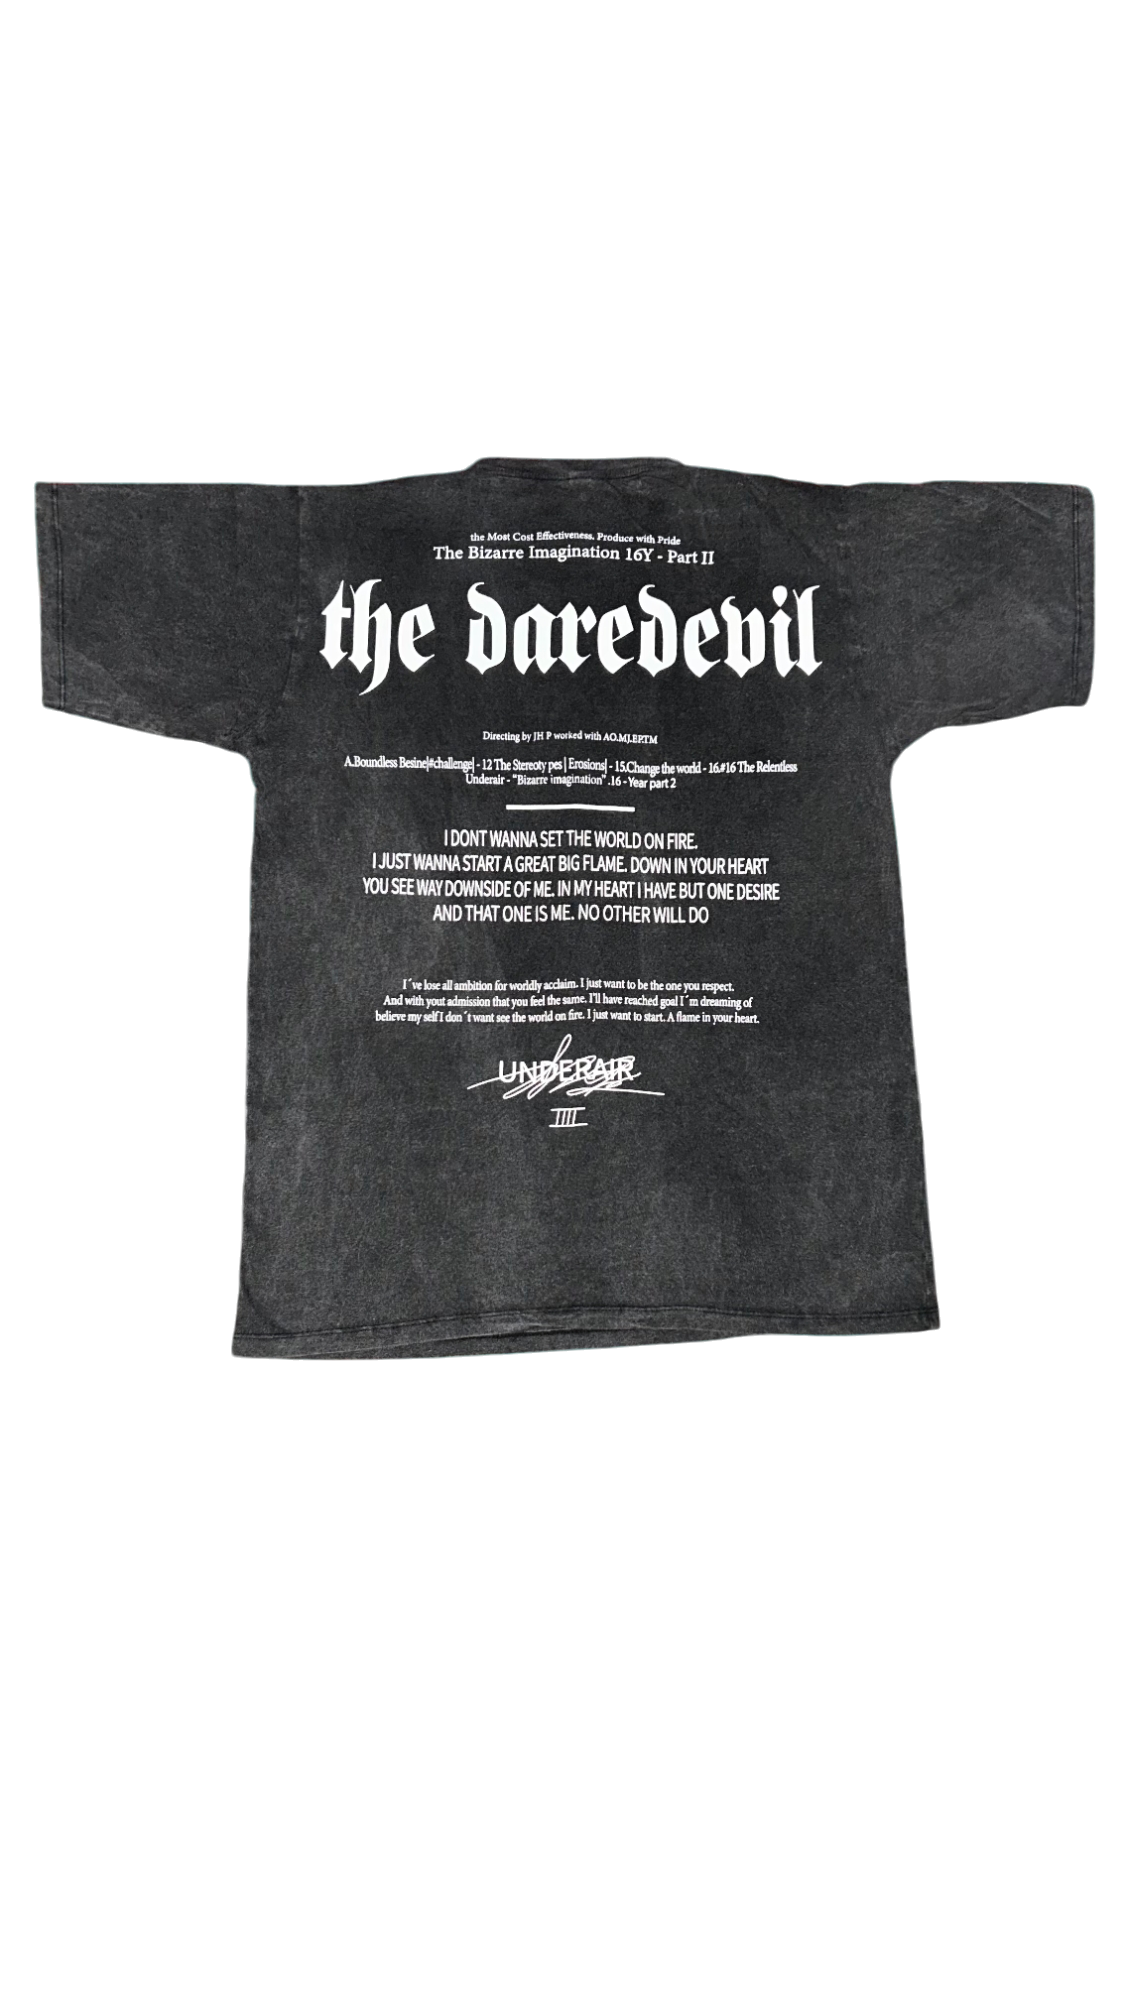 the Most Cost Effectiveness. Produce with Pride
The Bizarre Imagination 16Y - Part II
the daredevil
Directing by JH P worked with AO.MJ.EP.TM
A.Boundless Besine|#challenge| - 12 The Stereoty pes | Erosions| - 15.Change the world - 16.#16 The Relentless
Underair - "Bizarre imagination" .16 - Year part 2
I DONT WANNA SET THE WORLD ON FIRE.
I JUST WANNA START A GREAT BIG FLAME. DOWN IN YOUR HEART
YOU SEE WAY DOWNSIDE OF ME. IN MY HEART I HAVE BUT ONE DESIRE
AND THAT ONE IS ME. NO OTHER WILL DO
I´ve lose all ambition for worldly acclaim. I just want to be the one you respect.
And with yout admission that you feel the same. I'll have reached goal I´m dreaming of
believe my self I don´t want see the world on fire. I just want to start. A flame in your heart.
UNDERAIR
IIII